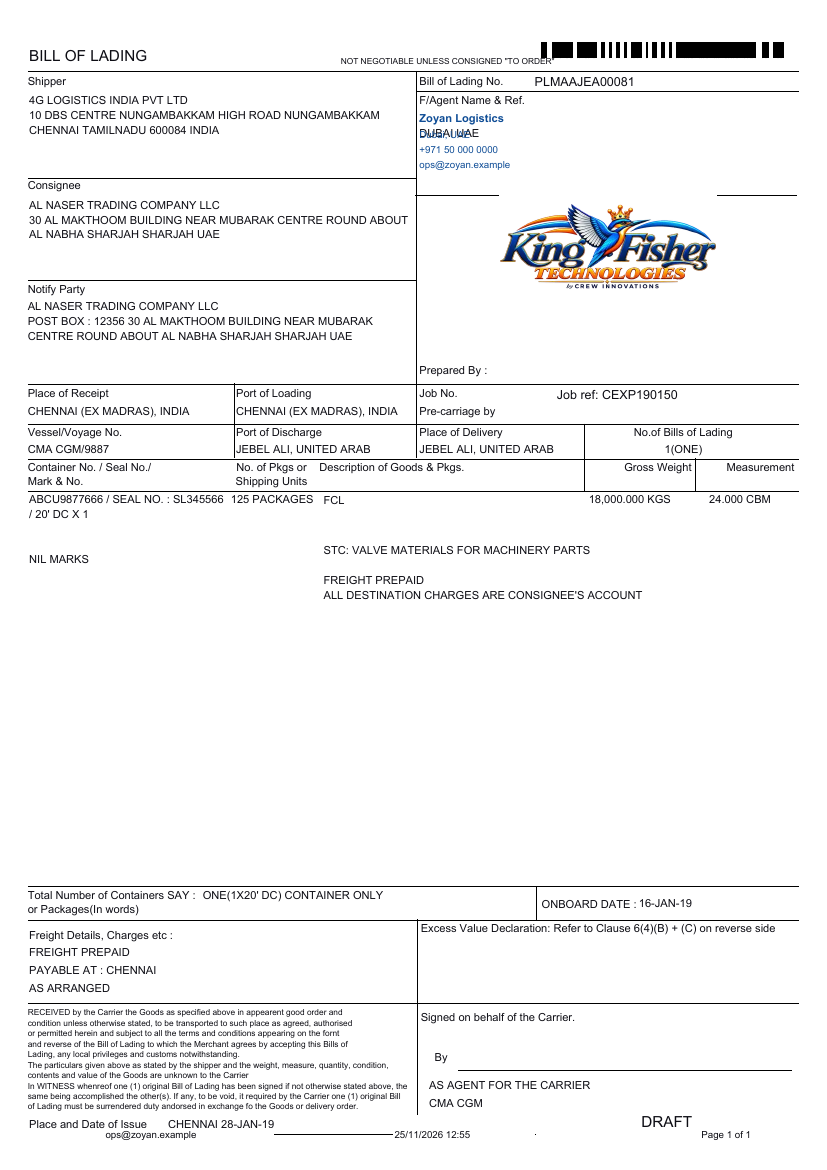 BILL OF LADING
NOT NEGOTIABLE UNLESS CONSIGNED "TO ORDER"
Shipper
4G LOGISTICS INDIA PVT LTD
10 DBS CENTRE NUNGAMBAKKAM HIGH ROAD NUNGAMBAKKAM
CHENNAI TAMILNADU 600084 INDIA
Bill of Lading No. PLMAAJEA00081
F/Agent Name & Ref.
Zoyan Logistics
DUBAI UAE
Dubai, UAE
+971 50 000 0000
ops@zoyan.example
Consignee
AL NASER TRADING COMPANY LLC
30 AL MAKTHOOM BUILDING NEAR MUBARAK CENTRE ROUND ABOUT
AL NABHA SHARJAH SHARJAH UAE
King Fisher
TECHNOLOGIES
by CREW INNOVATIONS
Notify Party
AL NASER TRADING COMPANY LLC
POST BOX : 12356 30 AL MAKTHOOM BUILDING NEAR MUBARAK
CENTRE ROUND ABOUT AL NABHA SHARJAH SHARJAH UAE
Prepared By :
Place of Receipt
CHENNAI (EX MADRAS), INDIA
Port of Loading
CHENNAI (EX MADRAS), INDIA
Job No. Job ref: CEXP190150
Pre-carriage by
Vessel/Voyage No.
CMA CGM/9887
Port of Discharge
JEBEL ALI, UNITED ARAB
Place of Delivery
JEBEL ALI, UNITED ARAB
No.of Bills of Lading
1(ONE)
Container No. / Seal No./
Mark & No.
No. of Pkgs or
Shipping Units
Description of Goods & Pkgs.
Gross Weight
Measurement
ABCU9877666 / SEAL NO. : SL345566 125 PACKAGES FCL 18,000.000 KGS 24.000 CBM
/ 20' DC X 1
STC: VALVE MATERIALS FOR MACHINERY PARTS
NIL MARKS
FREIGHT PREPAID
ALL DESTINATION CHARGES ARE CONSIGNEE'S ACCOUNT
Total Number of Containers SAY : ONE(1X20' DC) CONTAINER ONLY
or Packages(In words)
ONBOARD DATE : 16-JAN-19
Freight Details, Charges etc :
FREIGHT PREPAID
PAYABLE AT : CHENNAI
AS ARRANGED
Excess Value Declaration: Refer to Clause 6(4)(B) + (C) on reverse side
RECEIVED by the Carrier the Goods as specified above in appearent good order and
condition unless otherwise stated, to be transported to such place as agreed, authorised
or permitted herein and subject to all the terms and conditions appearing on the fornt
and reverse of the Bill of Lading to which the Merchant agrees by accepting this Bills of
Lading, any local privileges and customs notwithstanding.
The particulars given above as stated by the shipper and the weight, measure, quantity, condition,
contents and value of the Goods are unknown to the Carrier
In WITNESS whenreof one (1) original Bill of Lading has been signed if not otherwise stated above, the
same being accomplished the other(s). If any, to be void, it required by the Carrier one (1) original Bill
of Lading must be surrendered duty andorsed in exchange fo the Goods or delivery order.
Signed on behalf of the Carrier.
By
AS AGENT FOR THE CARRIER
CMA CGM
Place and Date of Issue CHENNAI 28-JAN-19
DRAFT
ops@zoyan.example 25/11/2026 12:55 . Page 1 of 1